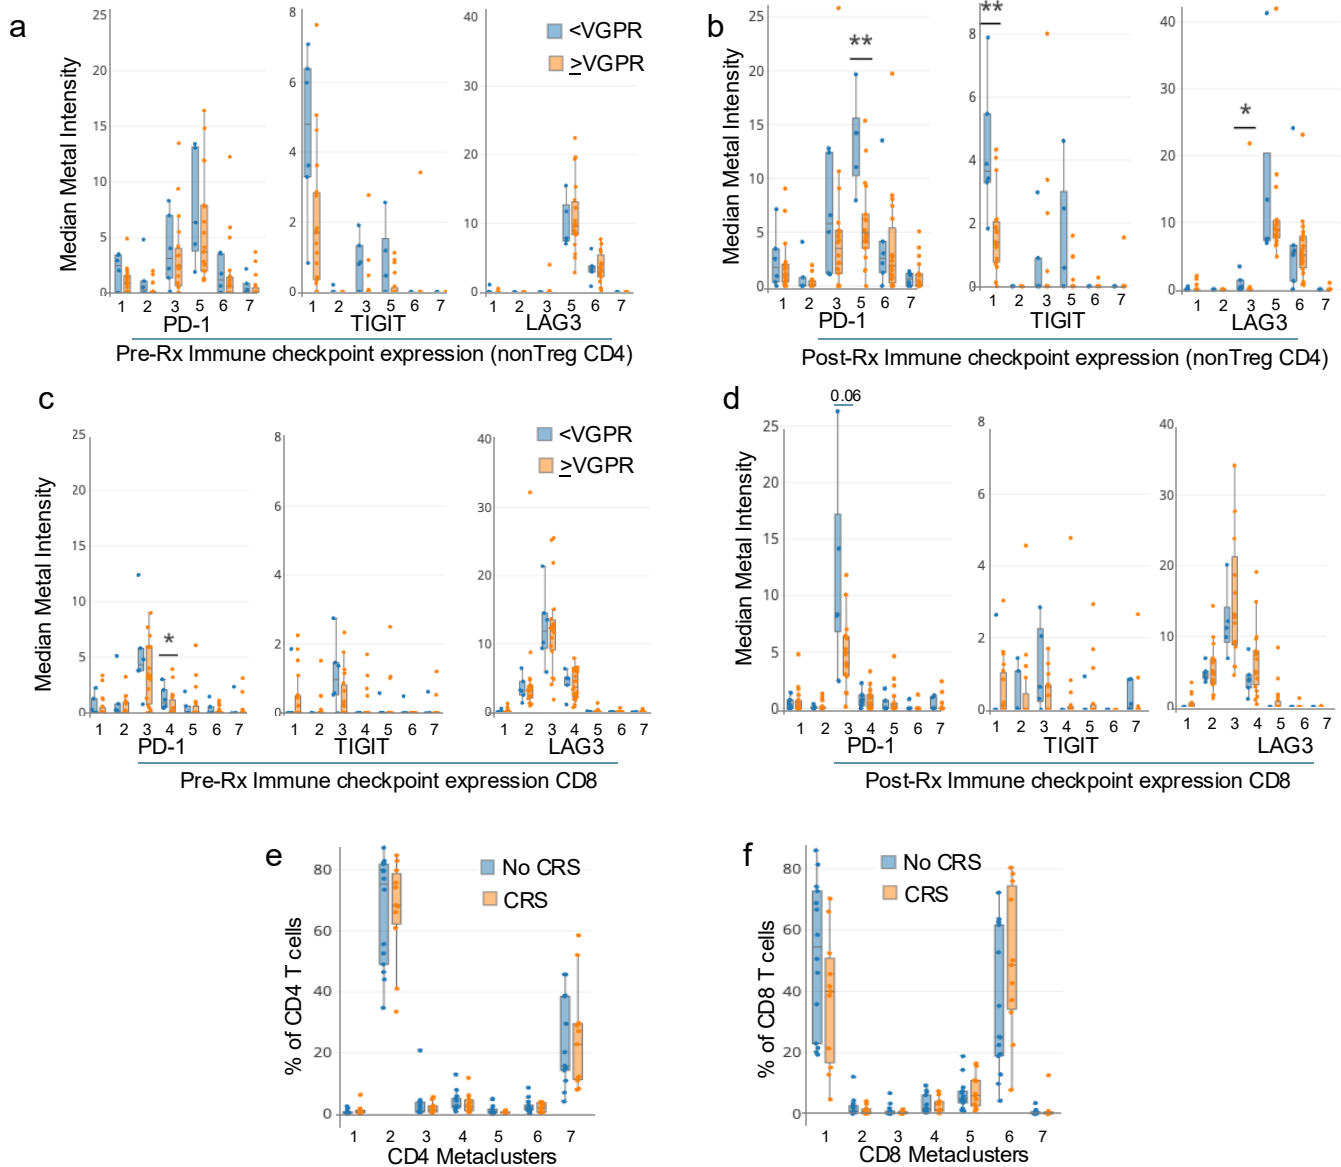 a
Median Metal Intensity
25
20
15
10
5
0
1 2 3 5 6 7
PD-1
8
6
4
2
0
1 2 3 5 6 7
TIGIT
40
30
20
10
0
1 2 3 5 6 7
LAG3
<VGPR
≥VGPR
Pre-Rx Immune checkpoint expression (nonTreg CD4)
b
Median Metal Intensity
25
20
15
10
5
0
**
1 2 3 5 6 7
PD-1
8
6
4
2
0
**
1 2 3 5 6 7
TIGIT
40
30
20
10
0
*
1 2 3 5 6 7
LAG3
Post-Rx Immune checkpoint expression (nonTreg CD4)
c
Median Metal Intensity
25
20
15
10
5
0
*
1 2 3 4 5 6 7
PD-1
8
6
4
2
0
1 2 3 4 5 6 7
TIGIT
40
30
20
10
0
1 2 3 4 5 6 7
LAG3
<VGPR
≥VGPR
Pre-Rx Immune checkpoint expression CD8
d
Median Metal Intensity
25
20
15
10
5
0
0.06
1 2 3 4 5 6 7
PD-1
8
6
4
2
0
1 2 3 4 5 6 7
TIGIT
40
30
20
10
0
1 2 3 4 5 6 7
LAG3
Post-Rx Immune checkpoint expression CD8
e
% of CD4 T cells
80
60
40
20
0
No CRS
CRS
1 2 3 4 5 6 7
CD4 Metaclusters
f
% of CD8 T cells
80
60
40
20
0
No CRS
CRS
1 2 3 4 5 6 7
CD8 Metaclusters